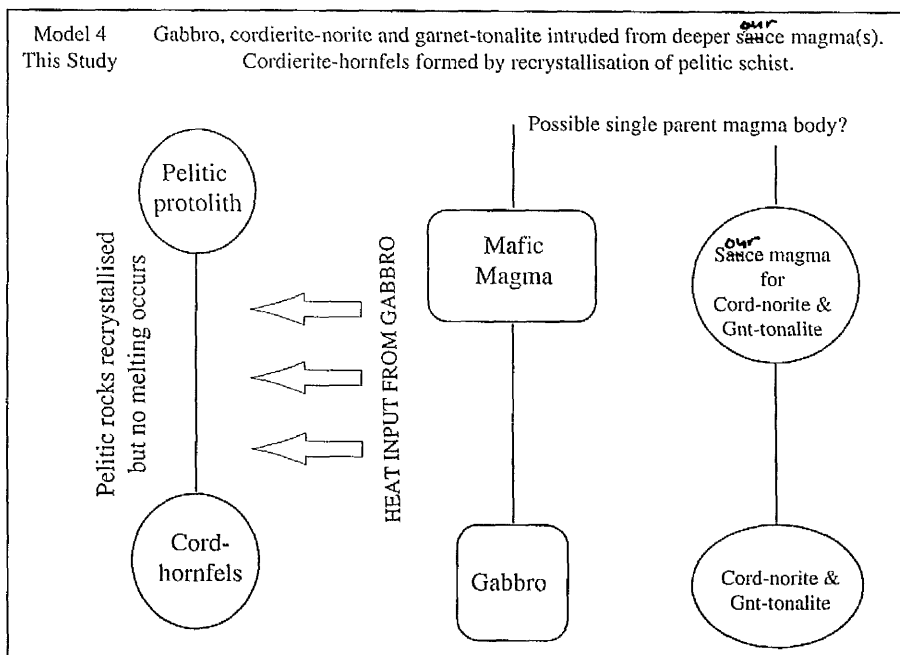 Model 4
This Study
our
Gabbro, cordierite-norite and garnet-tonalite intruded from deeper sauce magma(s).
Cordierite-hornfels formed by recrystallisation of pelitic schist.
Possible single parent magma body?
Pelitic
protolith
Pelitic rocks recrystallised
but no melting occurs
HEAT INPUT FROM GABBRO
Mafic
Magma
our
Sauce magma
for
Cord-norite &
Gnt-tonalite
Cord-
hornfels
Gabbro
Cord-norite &
Gnt-tonalite